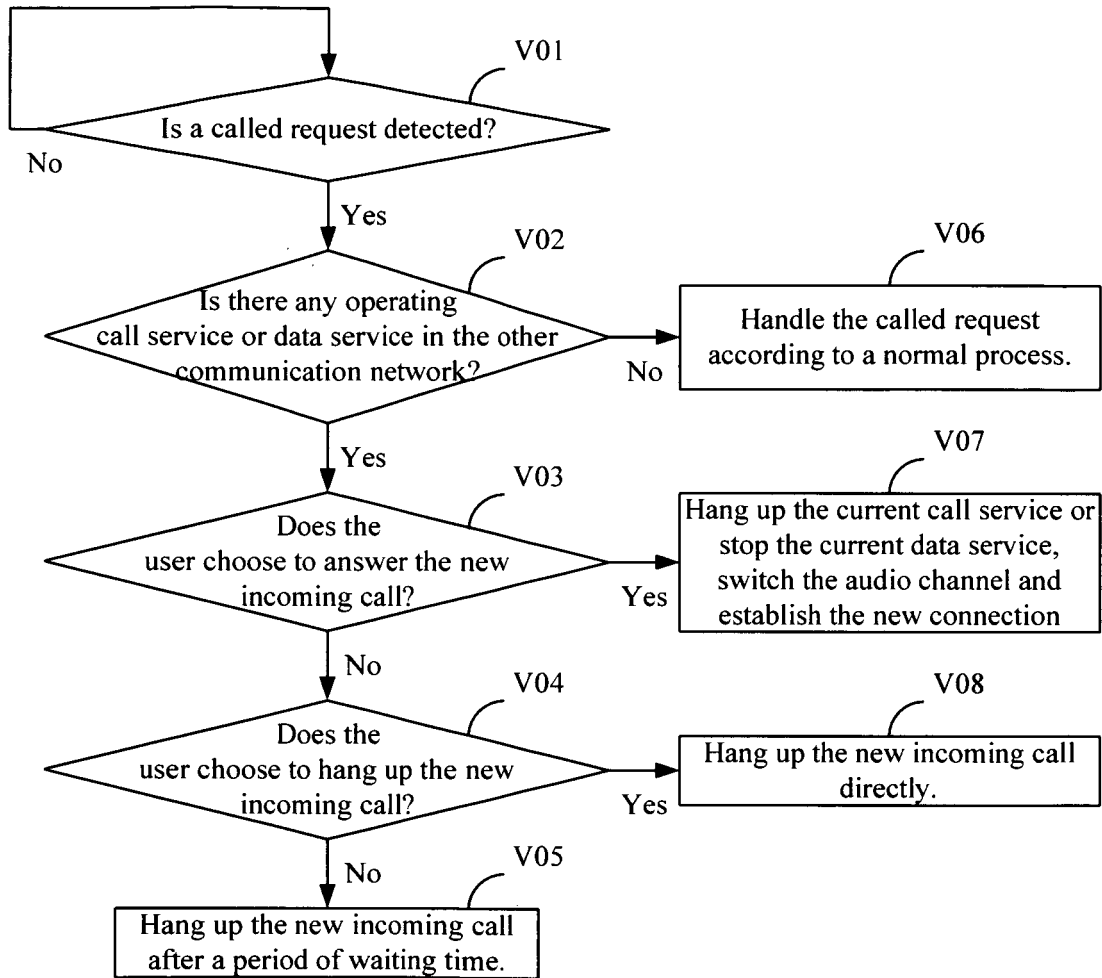 V01
Is a called request detected?
No
Yes
V02
Is there any operating
call service or data service in the other
communication network?
No
V06
Handle the called request
according to a normal process.
Yes
V03
Does the
user choose to answer the new
incoming call?
Yes
V07
Hang up the current call service or
stop the current data service,
switch the audio channel and
establish the new connection
No
V04
Does the
user choose to hang up the new
incoming call?
Yes
V08
Hang up the new incoming call
directly.
No
V05
Hang up the new incoming call
after a period of waiting time.